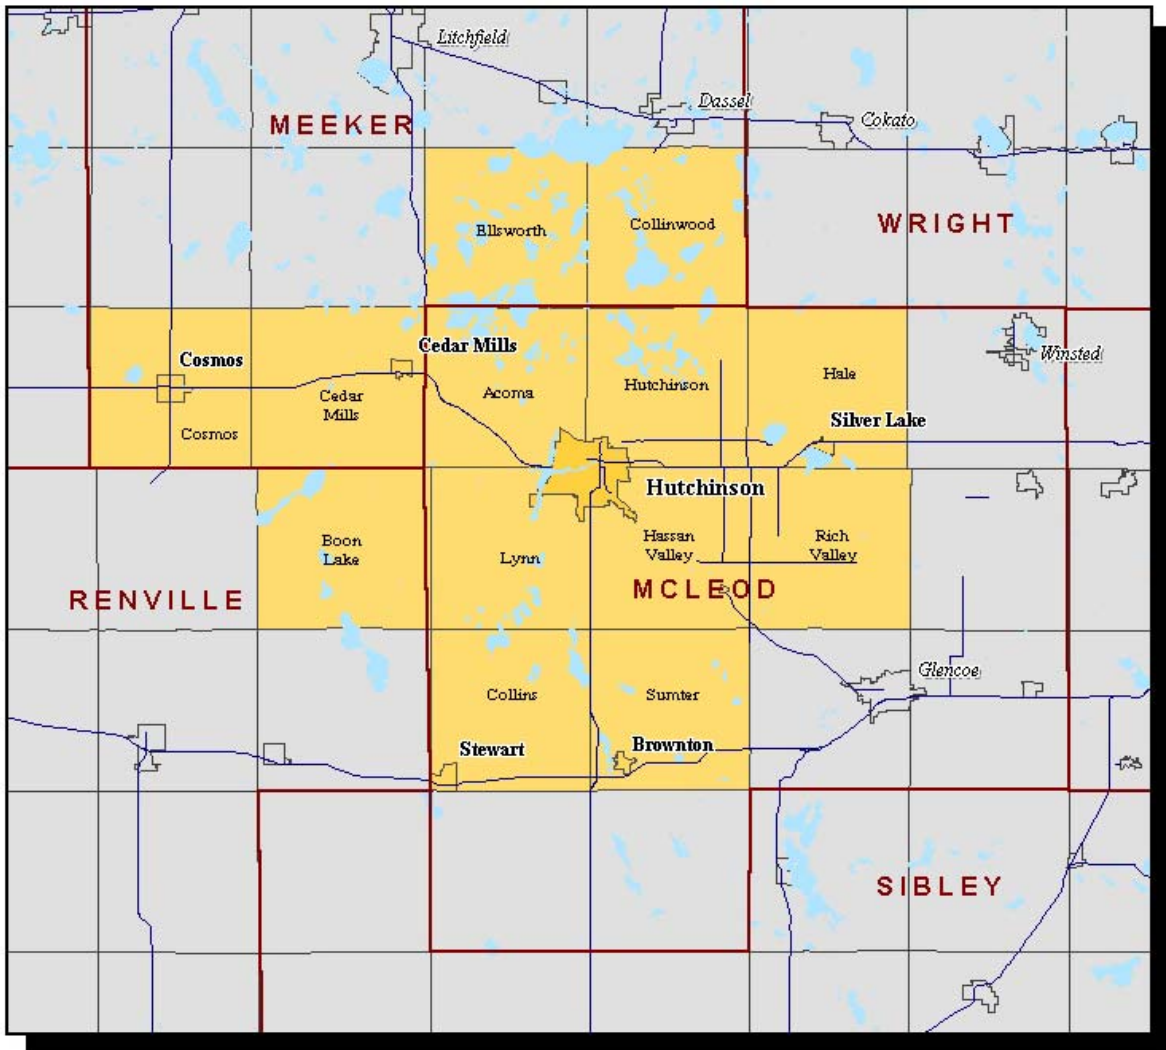 Litchfield
Dassel
Cokato
MEEKER
WRIGHT
Ellsworth
Collinwood
Cosmos
Cedar Mills
Winsted
Acoma
Hutchinson
Hale
Cedar
Mills
Silver Lake
Cosmos
Hutchinson
Boon
Lake
Lynn
Hassan
Valley
Rich
Valley
RENVILLE
MCLEOD
Glencoe
Collins
Sumter
Stewart
Brownton
SIBLEY